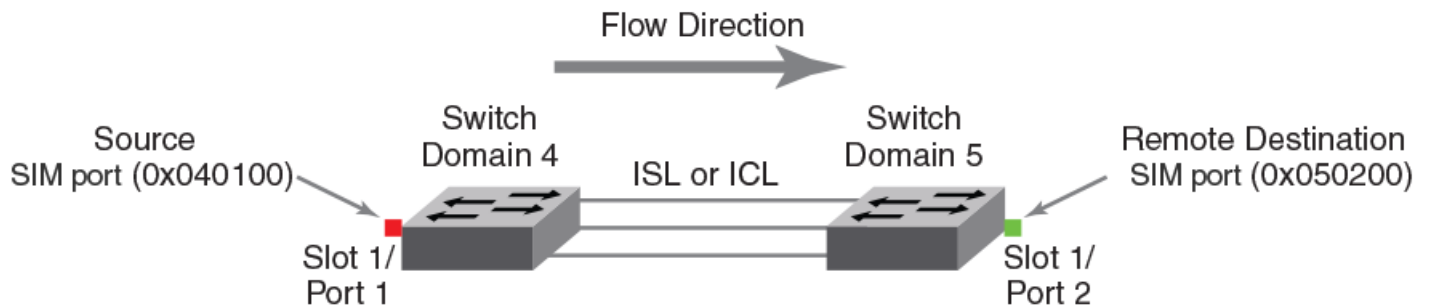 Flow Direction
Source
SIM port (0x040100)
Switch
Domain 4
ISL or ICL
Switch
Domain 5
Remote Destination
SIM port (0x050200)
Slot 1/
Port 1
Slot 1/
Port 2